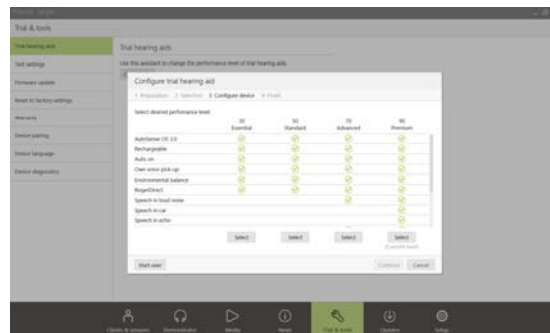 Phonak Target
Trial & tools
Trial hearing aids
Test settings
Firmware update
Reset to factory settings
Device pairing
Device language
Device diagnostics
Trial hearing aids
Use this assistant to change the performance level of trial hearing aids.
Configure trial hearing aid
1 Preparation 2 Selection 3 Configure device 4 Finish
Select desired performance level.
30 50 70 90
Essential Standard Advanced Premium
AutoSense OS 3.0
Rechargeable
Auto on
Own voice pick-up
Environmental balance
RogerDirect
Speech in loud noise
Speech in car
Speech in echo
Select Select Select Select
(Current level)
Start over Continue Cancel
Clients & sessions Demonstrator Media News Trial & tools Updates Setup